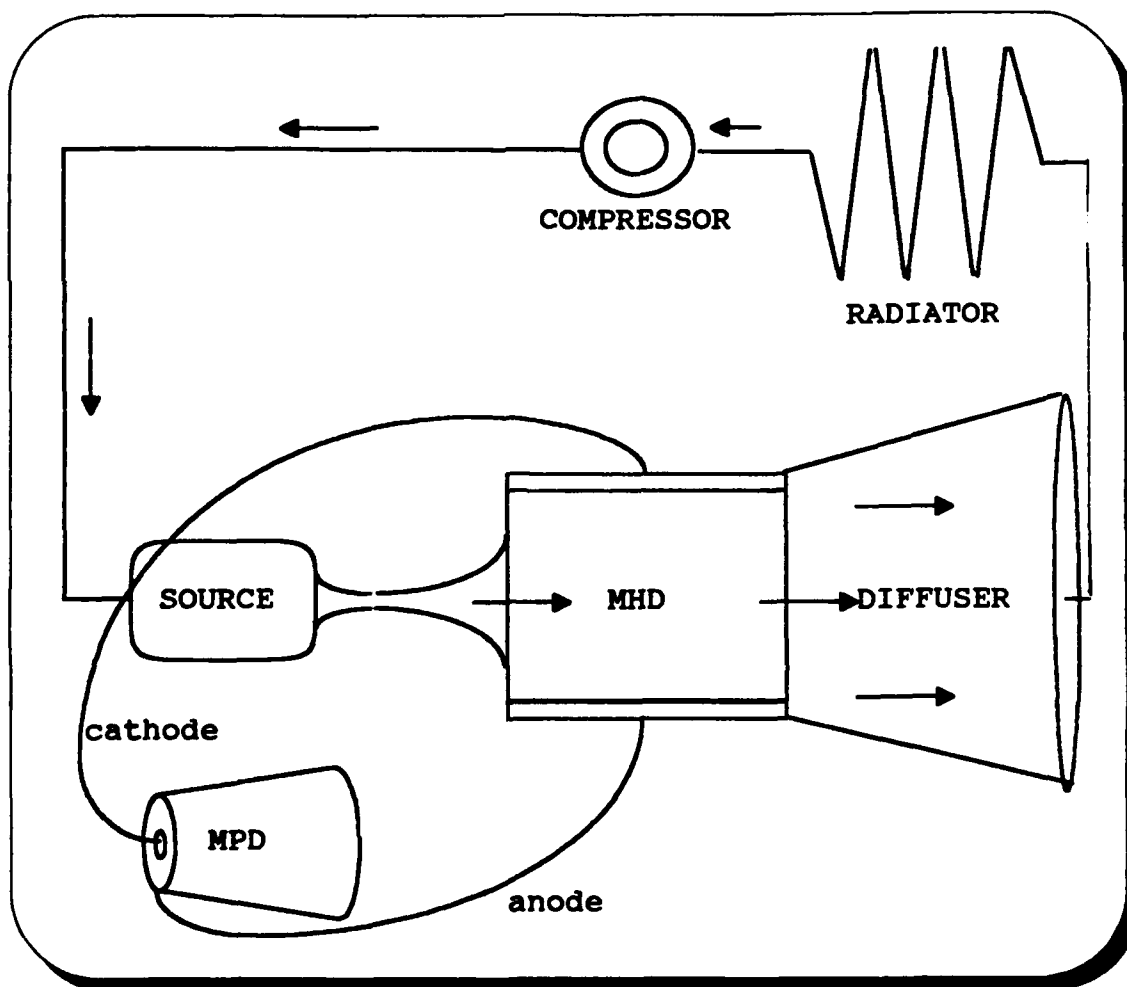 COMPRESSOR
RADIATOR
SOURCE
MHD
DIFFUSER
cathode
MPD
anode